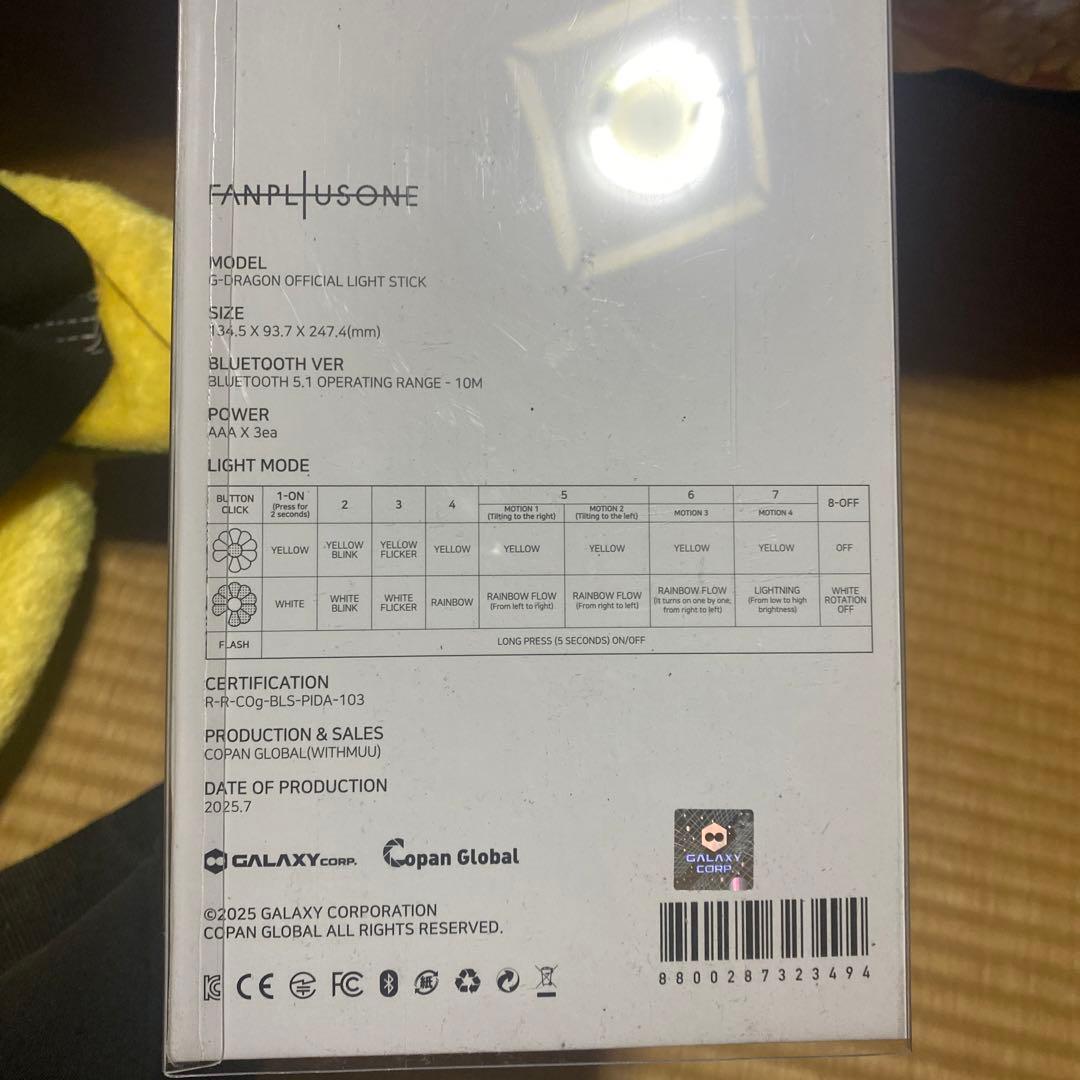 FANPLUSONE
MODEL
G-DRAGON OFFICIAL LIGHT STICK
SIZE
134.5 X 93.7 X 247.4(mm)
BLUETOOTH VER
BLUETOOTH 5.1 OPERATING RANGE - 10M
POWER
AAA X 3ea
LIGHT MODE
BUTTON CLICK 1-ON (Press for 2 seconds) 2 3 4 5 6 7 8-OFF
MOTION 1 (Tilting to the right) MOTION 2 (Tilting to the left) MOTION 3 MOTION 4
YELLOW YELLOW BLINK YELLOW FLICKER YELLOW YELLOW YELLOW YELLOW YELLOW OFF
WHITE WHITE BLINK WHITE FLICKER RAINBOW RAINBOW FLOW (From left to right) RAINBOW FLOW (From right to left) RAINBOW FLOW (It turns on one by one, from right to left) LIGHTNING (From low to high brightness) WHITE ROTATION OFF
FLASH LONG PRESS (5 SECONDS) ON/OFF
CERTIFICATION
R-R-COg-BLS-PIDA-103
PRODUCTION & SALES
COPAN GLOBAL(WITHMUU)
DATE OF PRODUCTION
2025.7
GALAXY CORP. Copan Global
GALAXY
CORP.
©2025 GALAXY CORPORATION
COPAN GLOBAL ALL RIGHTS RESERVED.
CE FC 紙
8800287323494